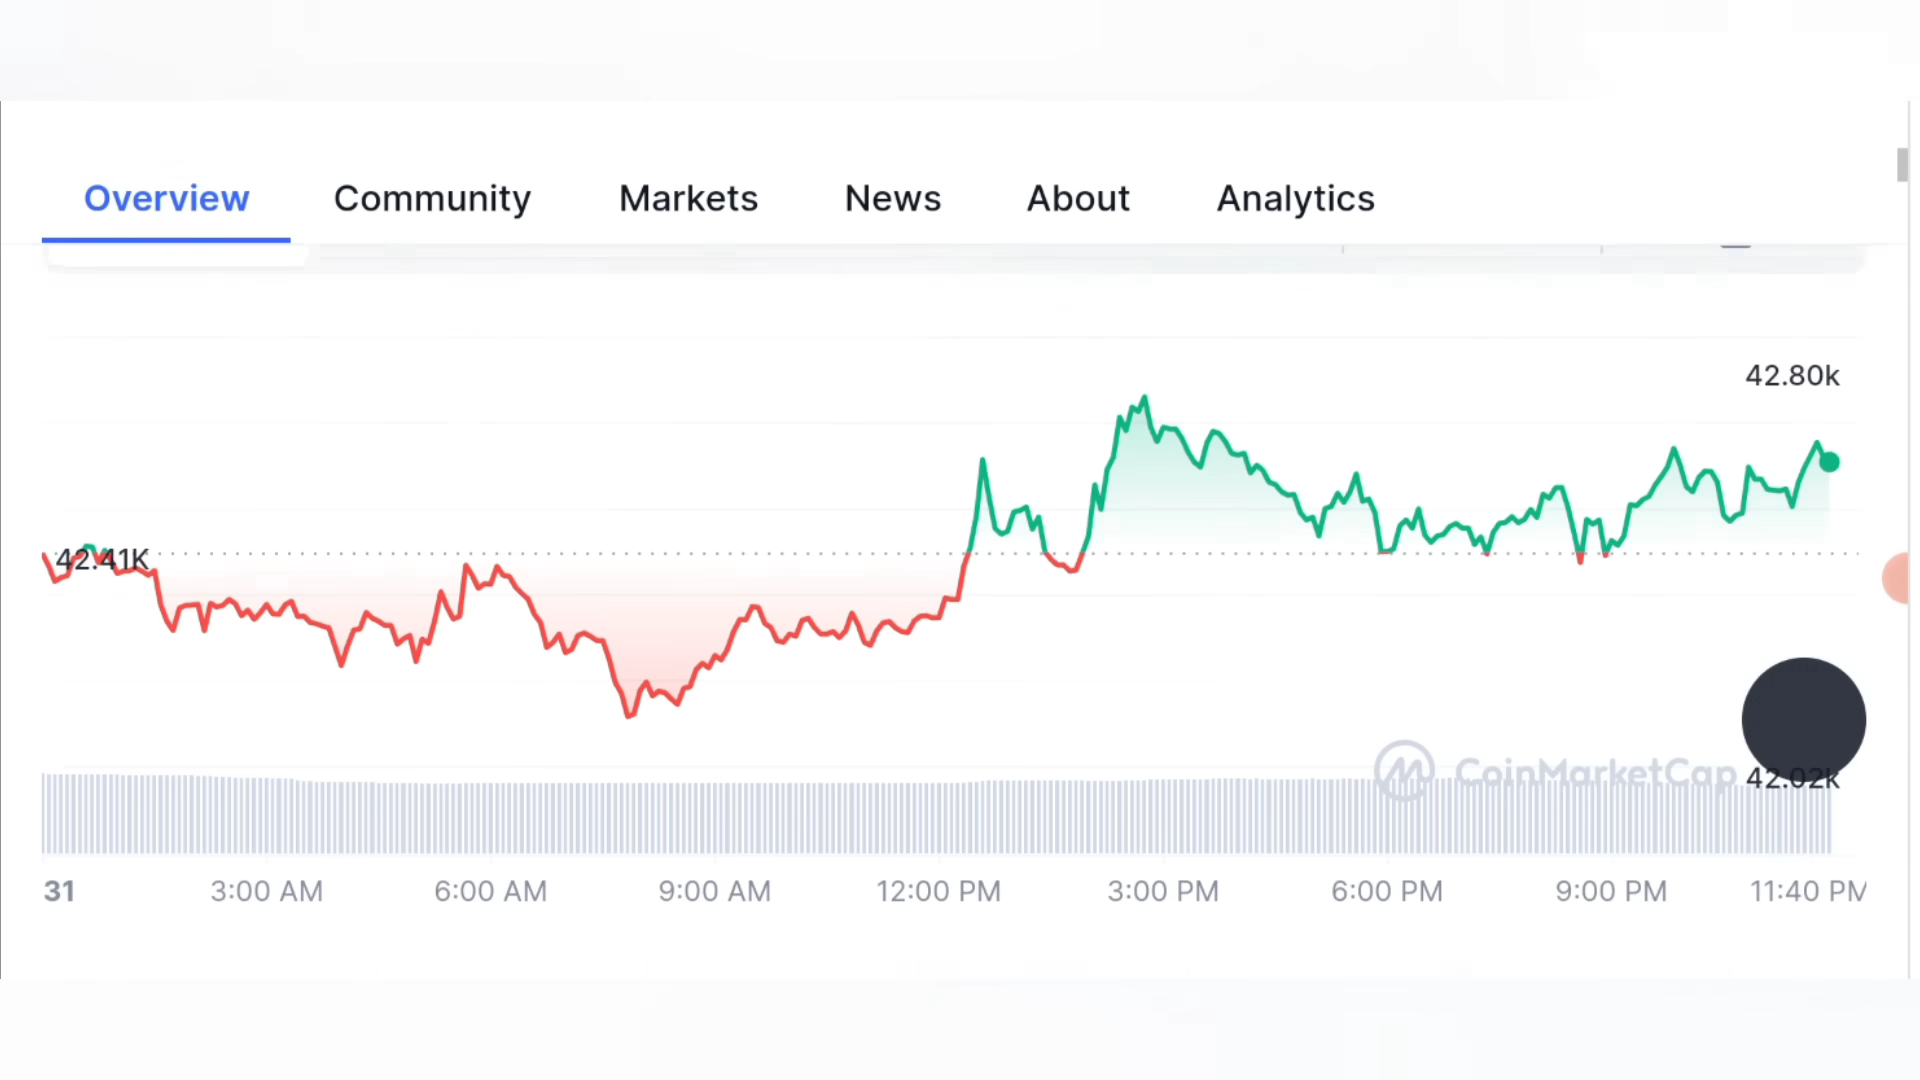 Overview Community Markets News About Analytics
42.80k
42.41K
CoinMarketCap 42.02k
31 3:00 AM 6:00 AM 9:00 AM 12:00 PM 3:00 PM 6:00 PM 9:00 PM 11:40 PM